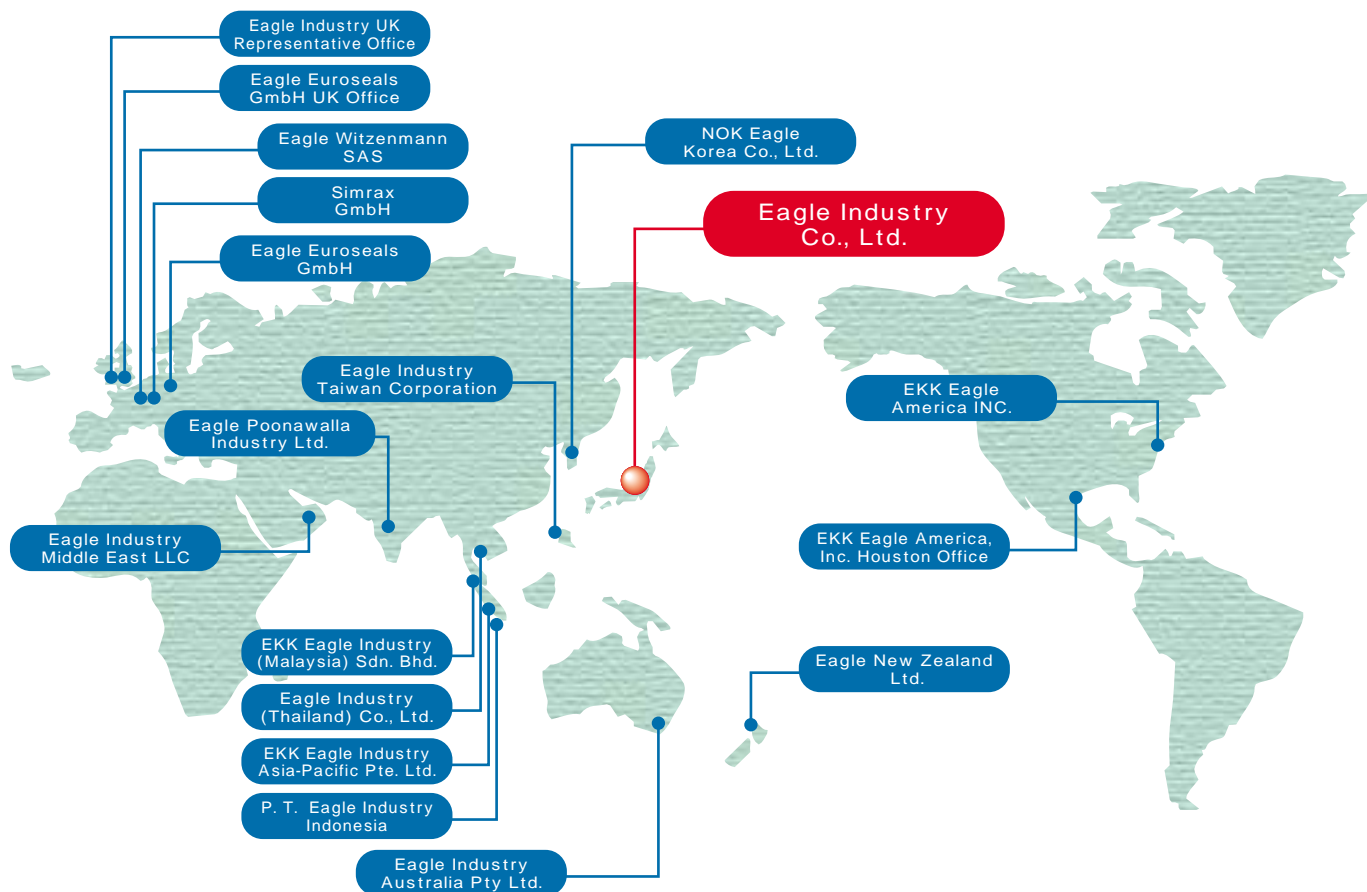 Eagle Industry UK
Representative Office
Eagle Euroseals
GmbH UK Office
Eagle Witzenmann
SAS
Simrax
GmbH
Eagle Euroseals
GmbH
NOK Eagle
Korea Co., Ltd.
Eagle Industry
Co., Ltd.
Eagle Industry
Taiwan Corporation
EKK Eagle
America INC.
Eagle Poonawalla
Industry Ltd.
Eagle Industry
Middle East LLC
EKK Eagle America,
Inc. Houston Office
EKK Eagle Industry
(Malaysia) Sdn. Bhd.
Eagle New Zealand
Ltd.
Eagle Industry
(Thailand) Co., Ltd.
EKK Eagle Industry
Asia-Pacific Pte. Ltd.
P. T. Eagle Industry
Indonesia
Eagle Industry
Australia Pty Ltd.